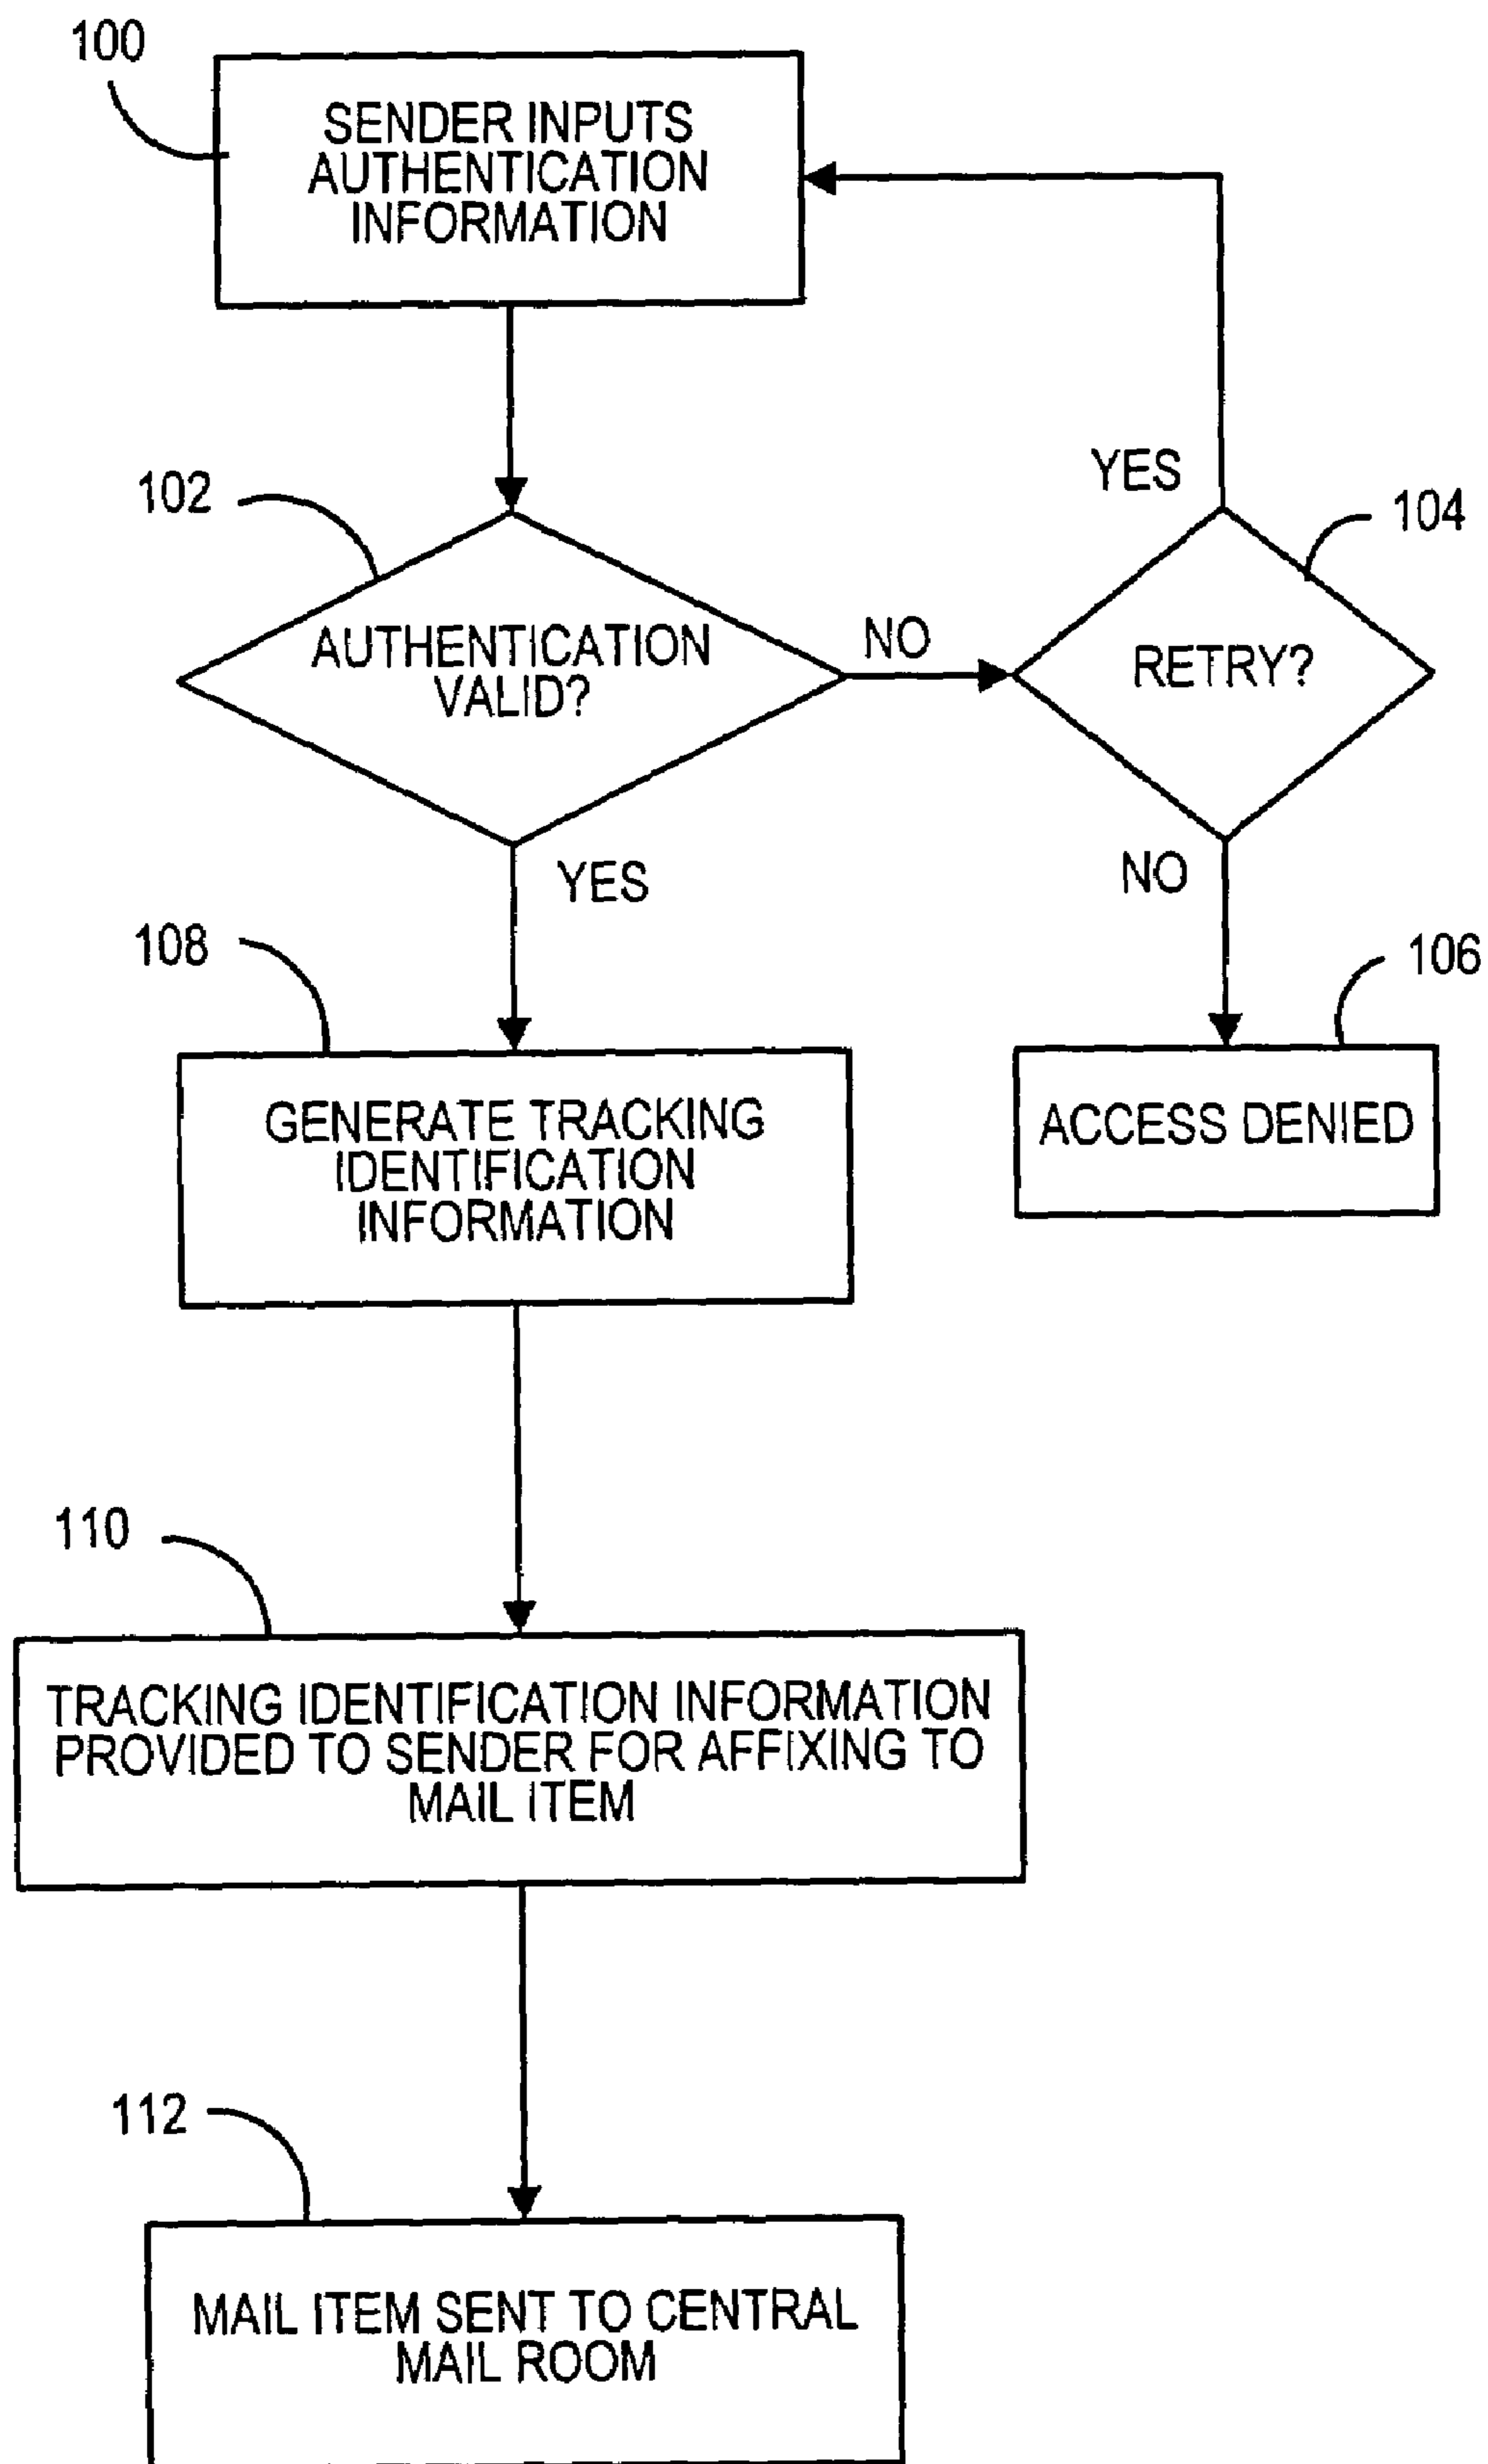 100
SENDER INPUTS
AUTHENTICATION
INFORMATION
102
AUTHENTICATION
VALID?
NO
YES
104
RETRY?
YES
NO
106
ACCESS DENIED
108
GENERATE TRACKING
IDENTIFICATION
INFORMATION
110
TRACKING IDENTIFICATION INFORMATION
PROVIDED TO SENDER FOR AFFIXING TO
MAIL ITEM
112
MAIL ITEM SENT TO CENTRAL
MAIL ROOM